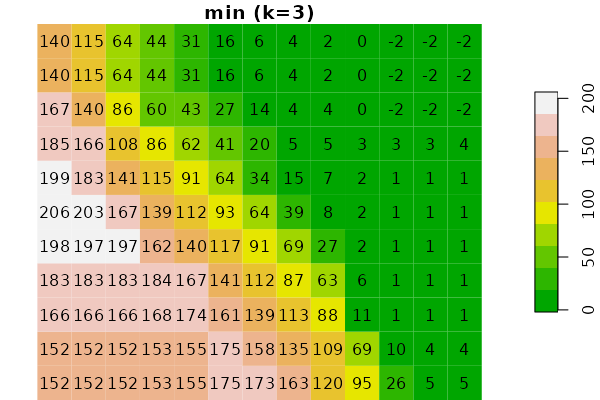 min (k=3)
140 115 64 44 31 16 6 4 2 0 -2 -2 -2
140 115 64 44 31 16 6 4 2 0 -2 -2 -2
167 140 86 60 43 27 14 4 4 0 -2 -2 -2
185 166 108 86 62 41 20 5 5 3 3 3 4
199 183 141 115 91 64 34 15 7 2 1 1 1
206 203 167 139 112 93 64 39 8 2 1 1 1
198 197 197 162 140 117 91 69 27 2 1 1 1
183 183 183 184 167 141 112 87 63 6 1 1 1
166 166 166 168 174 161 139 113 88 11 1 1 1
152 152 152 153 155 175 158 135 109 69 10 4 4
152 152 152 153 155 175 173 163 120 95 26 5 5
200
150
100
50
0